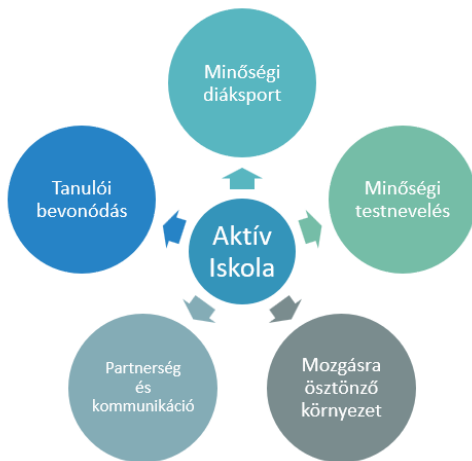 Minőségi
diáksport
Tanulói
bevonódás
Minőségi
testnevelés
Aktív
Iskola
Partnerség
és
kommunikáció
Mozgásra
ösztönző
környezet